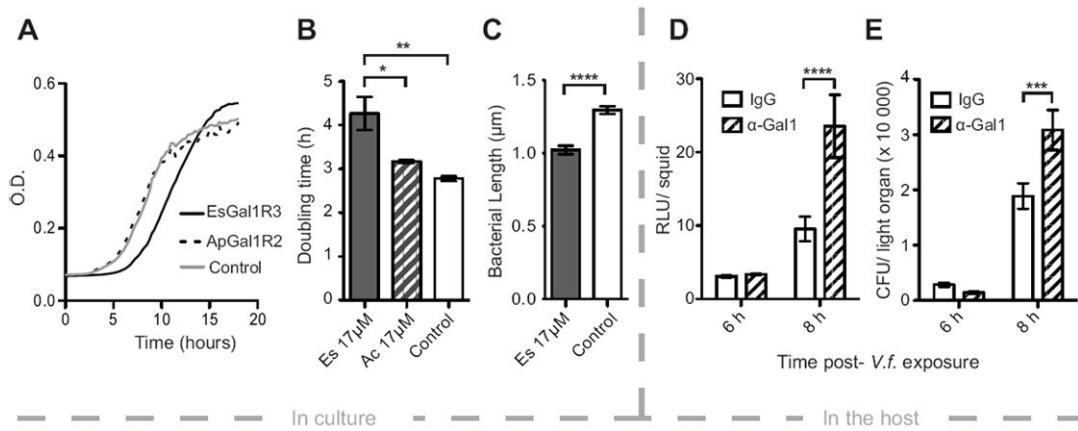 A
0.6
0.4
O.D.
0.2
0.0
EsGal1R3
ApGal1R2
Control
0 5 10 15 20
Time (hours)
B
**
*
5
4
3
2
1
0
Doubling time (h)
Es 17µM
Ac 17µM
Control
C
****
1.5
1.0
0.5
0.0
Bacterial Length (µm)
Es 17µM
Control
D
30
20
10
0
RLU/ squid
IgG
α-Gal1
****
6 h
8 h
E
4
3
2
1
0
CFU/ light organ (x 10 000)
IgG
α-Gal1
***
6 h
8 h
Time post- V.f. exposure
In culture
In the host